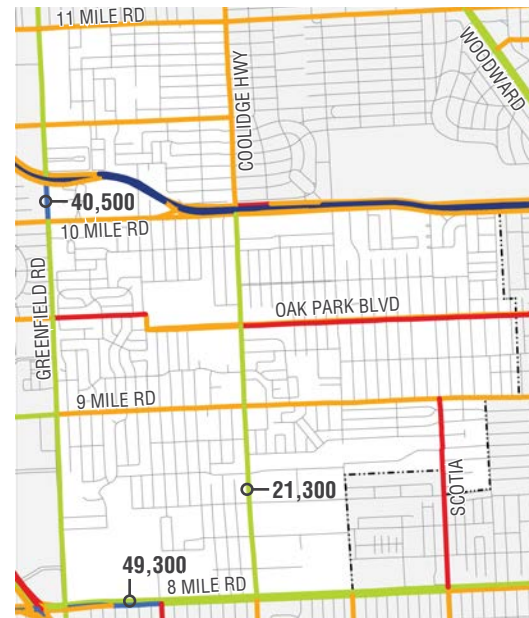 11 MILE RD
WOODWARD
COOLIDGE HWY
40,500
10 MILE RD
GREENFIELD RD
OAK PARK BLVD
9 MILE RD
21,300
SCOTIA
49,300
8 MILE RD